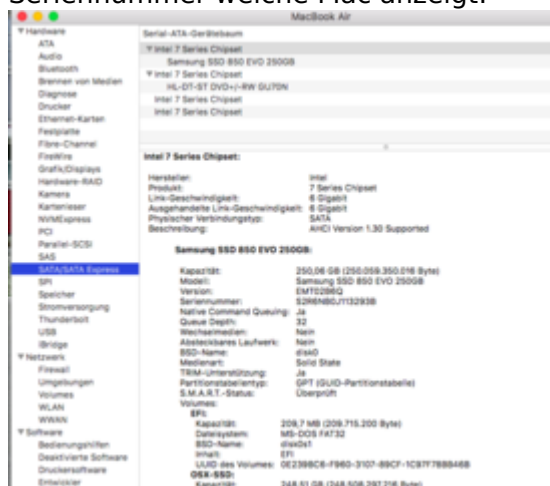 Seriennummer welche Mac anzeigt:
MacBook Air
Hardware
ATA
Audio
Bluetooth
Brennen von Medien
Diagnose
Drucker
Ethernet-Karten
Festplatte
Fibre-Channel
FireWire
Grafik/Displays
Hardware-RAID
Kamera
Kartenleser
NVMExpress
PCI
Parallel-SCSI
SAS
SATA/SATA Express
SPI
Speicher
Stromversorgung
Thunderbolt
USB
iBridge
Netzwerk
Firewall
Umgebungen
Volumes
WLAN
WWAN
Software
Bedienungshilfen
Deaktivierte Software
Druckersoftware
Entwickler
Serial-ATA-Gerätebaum
Intel 7 Series Chipset
Samsung SSD 850 EVO 250GB
Intel 7 Series Chipset
HL-DT-ST DVD+/-RW GU70N
Intel 7 Series Chipset
Intel 7 Series Chipset
Intel 7 Series Chipset:
Hersteller: Intel
Produkt: 7 Series Chipset
Link-Geschwindigkeit: 6 Gigabit
Ausgehandelte Link-Geschwindigkeit: 6 Gigabit
Physischer Verbindungstyp: SATA
Beschreibung: AHCI Version 1.30 Supported
Samsung SSD 850 EVO 250GB:
Kapazität: 250,06 GB (250.059.350.016 Byte)
Modell: Samsung SSD 850 EVO 250GB
Version: EMT02B6Q
Seriennummer:
Native Command Queuing: Ja
Queue Depth: 32
Wechselmedien: Nein
Absteckbares Laufwerk: Nein
BSD-Name: disk0
Medienart: Solid State
TRIM-Unterstützung: Ja
Partitionstabellentyp: GPT (GUID-Partitionstabelle)
S.M.A.R.T.-Status: Überprüft
Volumes:
EFI:
Kapazität: 209,7 MB (209.715.200 Byte)
Dateisystem: MS-DOS FAT32
BSD-Name: disk0s1
Inhalt: EFI
UUID des Volumes:
OSX-SSD:
Kapazität: 248,51 GB (248.508.297.216 Byte)